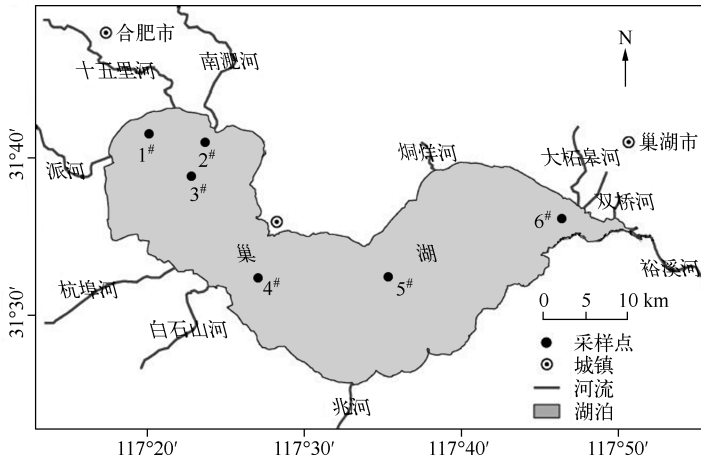 合肥市
南淝河
十五里河
N
31°40′
1#
2#
派河
3#
炯炀河
大柘皋河
巢湖市
双桥河
6#
巢
湖
裕溪河
杭埠河
4#
5#
0 5 10 km
31°30′
白石山河
采样点
城镇
河流
兆河
湖泊
117°20′
117°30′
117°40′
117°50′